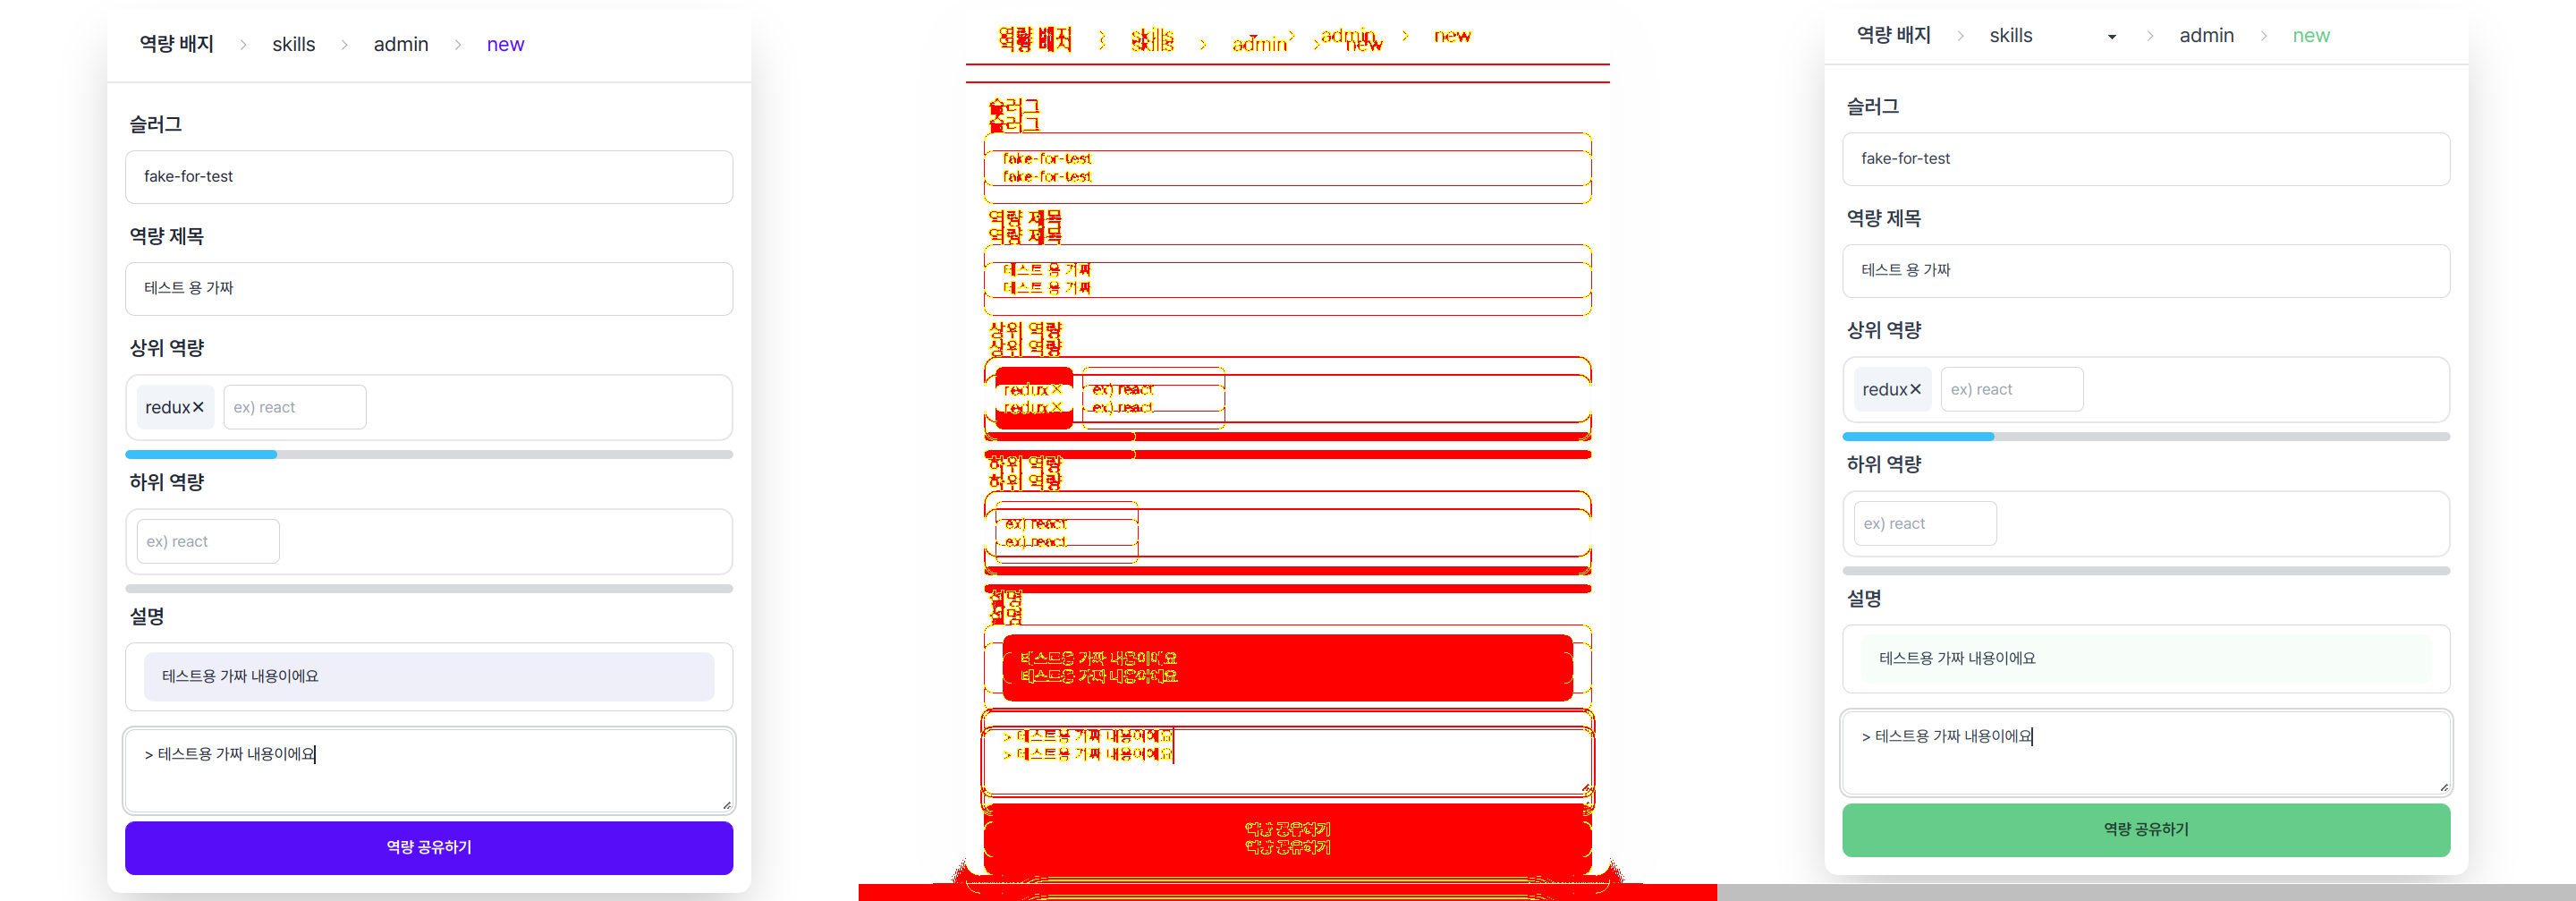 역량 배지 > skills > admin > new
슬러그
fake-for-test
역량 제목
테스트 용 가짜
상위 역량
redux× ex) react
하위 역량
ex) react
설명
테스트용 가짜 내용이에요
> 테스트용 가짜 내용이에요
역량 공유하기
역량 배지 > skills > admin > new
역량 배지 > skills > admin > new
슬러그
슬러그
fake-for-test
fake-for-test
역량 제목
역량 제목
테스트 용 가짜
테스트 용 가짜
상위 역량
상위 역량
redux× ex) react
redux× ex) react
하위 역량
하위 역량
ex) react
ex) react
설명
설명
테스트용 가짜 내용이에요
테스트용 가짜 내용이에요
> 테스트용 가짜 내용이에요
> 테스트용 가짜 내용이에요
역량 공유하기
역량 공유하기
역량 배지 > skills > admin > new
슬러그
fake-for-test
역량 제목
테스트 용 가짜
상위 역량
redux× ex) react
하위 역량
ex) react
설명
테스트용 가짜 내용이에요
> 테스트용 가짜 내용이에요
역량 공유하기